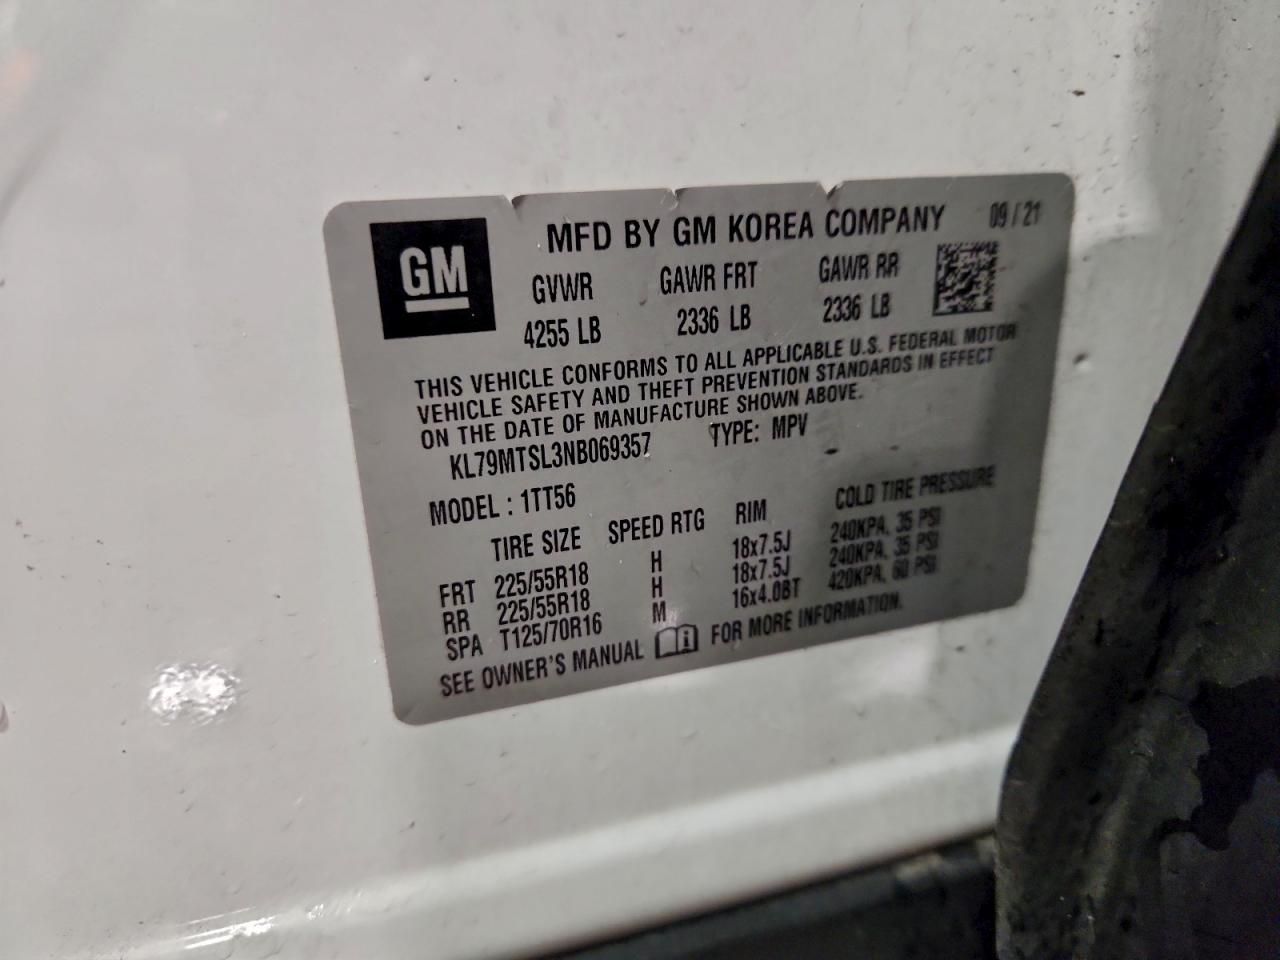 GM
MFD BY GM KOREA COMPANY 09 / 21
GVWR GAWR FRT GAWR RR
4255 LB 2336 LB 2336 LB
THIS VEHICLE CONFORMS TO ALL APPLICABLE U.S. FEDERAL MOTOR
VEHICLE SAFETY AND THEFT PREVENTION STANDARDS IN EFFECT
ON THE DATE OF MANUFACTURE SHOWN ABOVE.
KL79MTSL3NB069357 TYPE: MPV
MODEL : 1TT56
TIRE SIZE SPEED RTG RIM COLD TIRE PRESSURE
FRT 225/55R18 H 18x7.5J 240KPA, 35 PSI
RR 225/55R18 H 18x7.5J 240KPA, 35 PSI
SPA T125/70R16 M 16x4.0BT 420KPA, 60 PSI
SEE OWNER'S MANUAL FOR MORE INFORMATION.